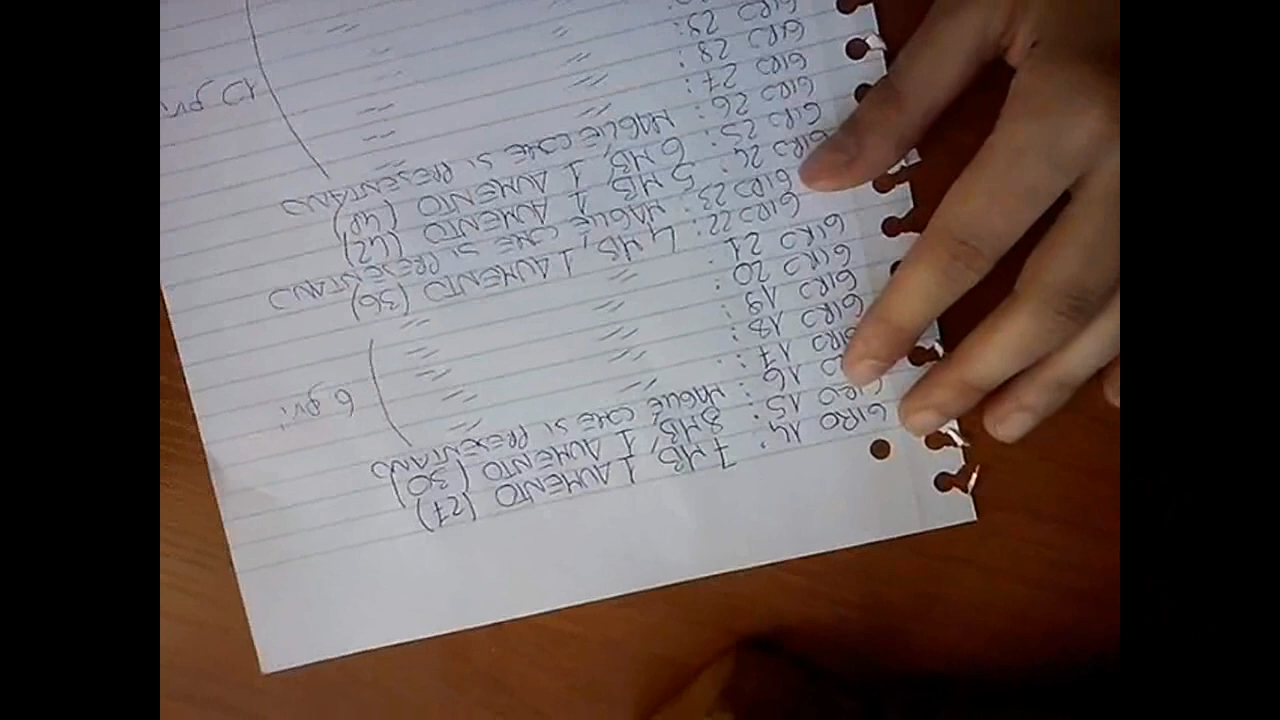 GIRO 14: 7 MB, 1 AUMENTO (27)
GIRO 15: 8 MB, 1 AUMENTO (30)
GIRO 16: MAGLIE COME SI PRESENTANO
GIRO 17: // //
GIRO 18: // //
GIRO 19: // // 6 giri
GIRO 20: // //
GIRO 21: // //
GIRO 22: 4 MB, 1 AUMENTO (36)
GIRO 23: MAGLIE COME SI PRESENTANO
GIRO 24: 5 MB, 1 AUMENTO (42)
GIRO 25: 6 MB, 1 AUMENTO
GIRO 26: MAGLIE COME SI PRESENTANO
GIRO 27: // //
GIRO 28: // //
GIRO 29: // //